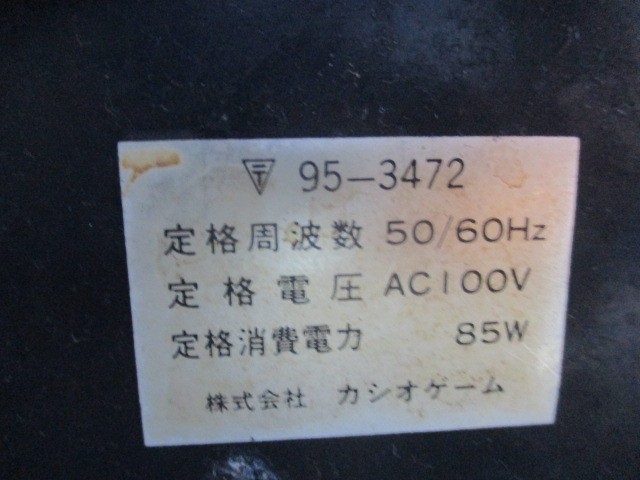 〒 95-3472
定格周波数 50/60Hz
定格電圧 AC100V
定格消費電力 85W
株式会社 カシオゲーム